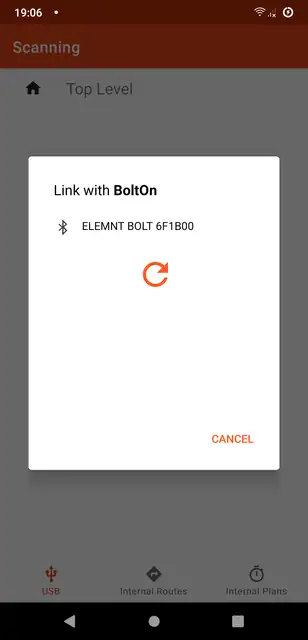 19:06
Scanning
Top Level
Link with BoltOn
ELEMNT BOLT 6F1B00
CANCEL
USB
Internal Routes
Internal Plans